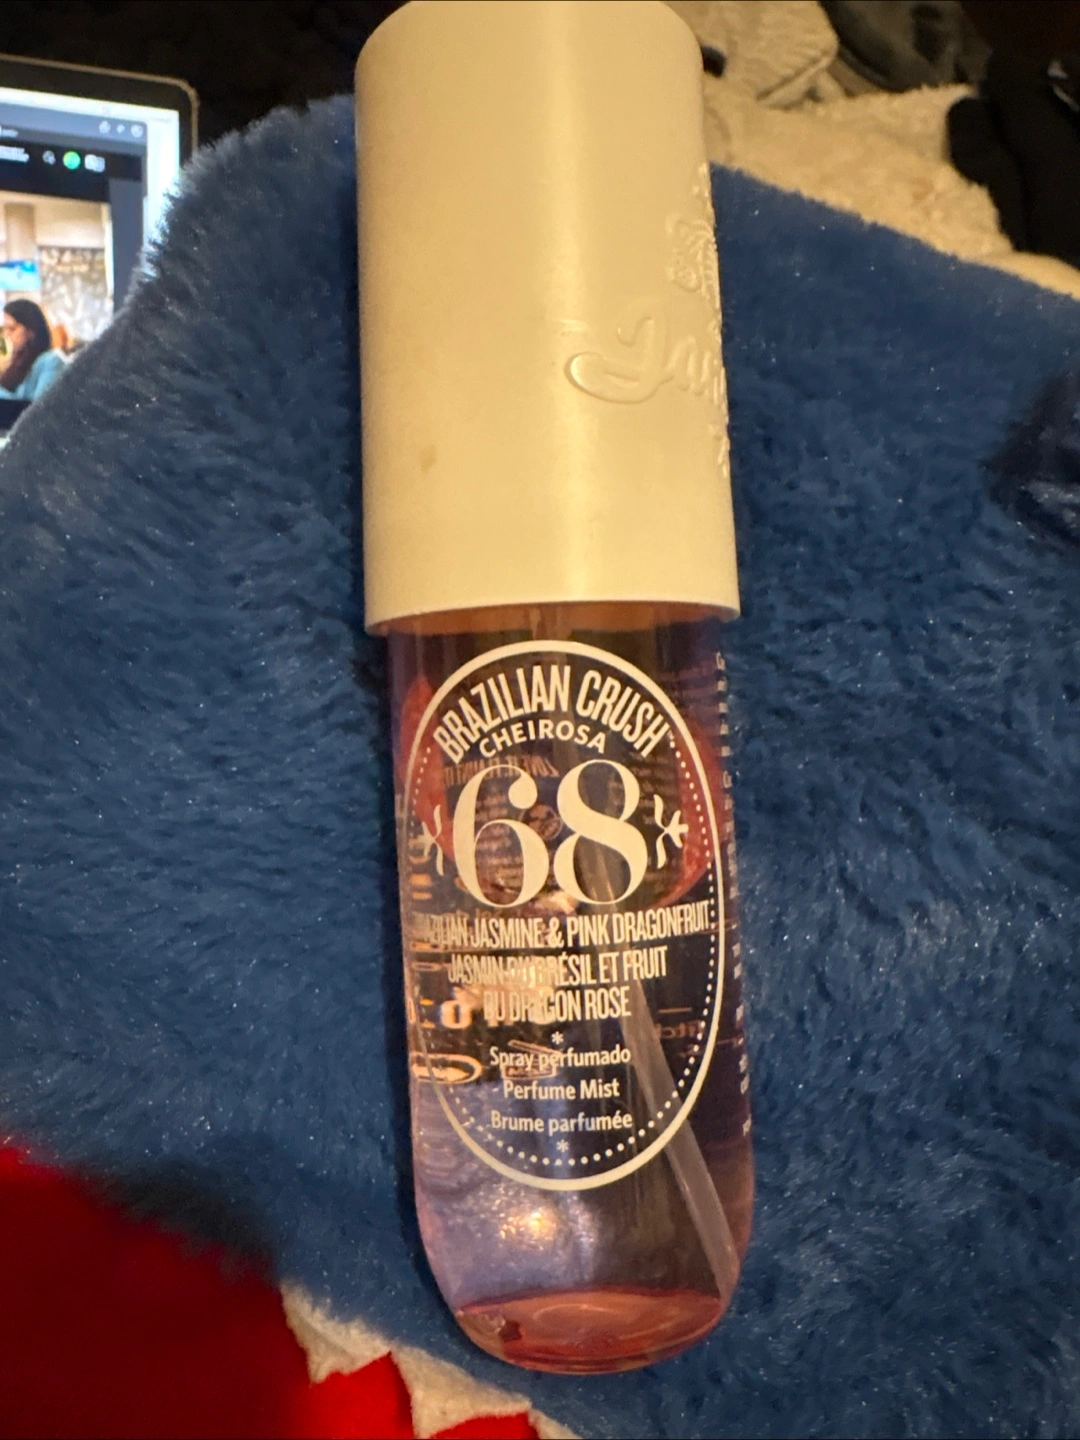 BRAZILIAN CRUSH
CHEIROSA
68
BRAZILIAN JASMINE & PINK DRAGONFRUIT
JASMIN DU BRÉSIL ET FRUIT
DU DRAGON ROSE
*
Spray perfumado
Perfume Mist
Brume parfumée
*